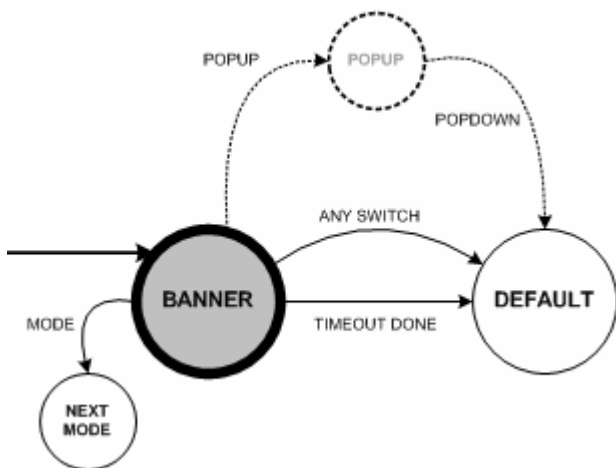 POPUP
POPUP
POPDOWN
ANY SWITCH
BANNER
DEFAULT
MODE
TIMEOUT DONE
NEXT
MODE